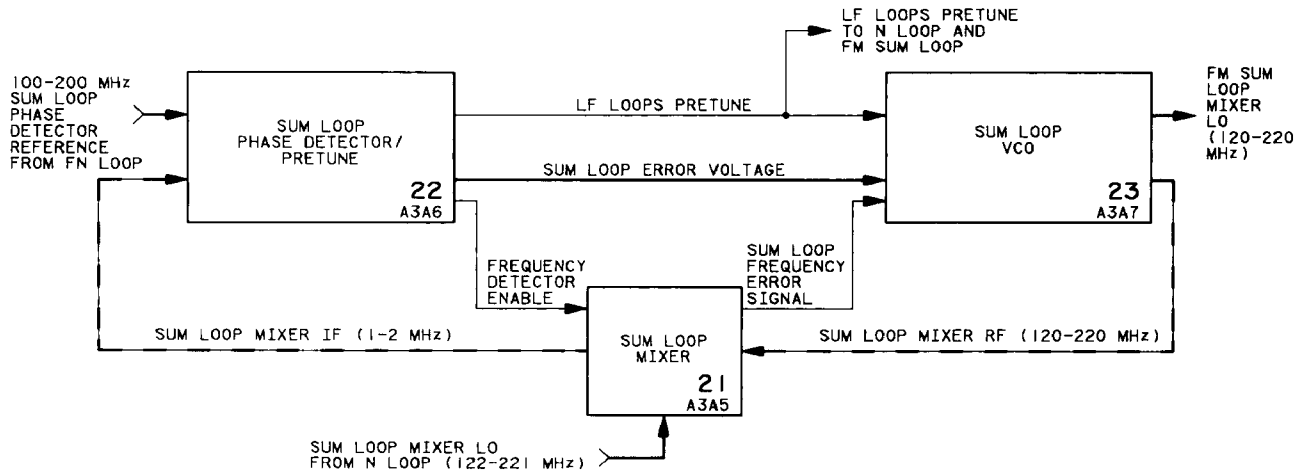 LF LOOPS PRETUNE
TO N LOOP AND
FM SUM LOOP
100-200 MHz
SUM LOOP
PHASE
DETECTOR
REFERENCE
FROM FN LOOP
SUM LOOP
PHASE DETECTOR/
PRETUNE
22
A3A6
LF LOOPS PRETUNE
SUM LOOP ERROR VOLTAGE
SUM LOOP
VCO
23
A3A7
FM SUM
LOOP
MIXER
LO
(120-220
MHz)
FREQUENCY
DETECTOR
ENABLE
SUM LOOP
FREQUENCY
ERROR
SIGNAL
SUM LOOP MIXER IF (1-2 MHz)
SUM LOOP
MIXER
21
A3A5
SUM LOOP MIXER RF (120-220 MHz)
SUM LOOP MIXER LO
FROM N LOOP (122-221 MHz)